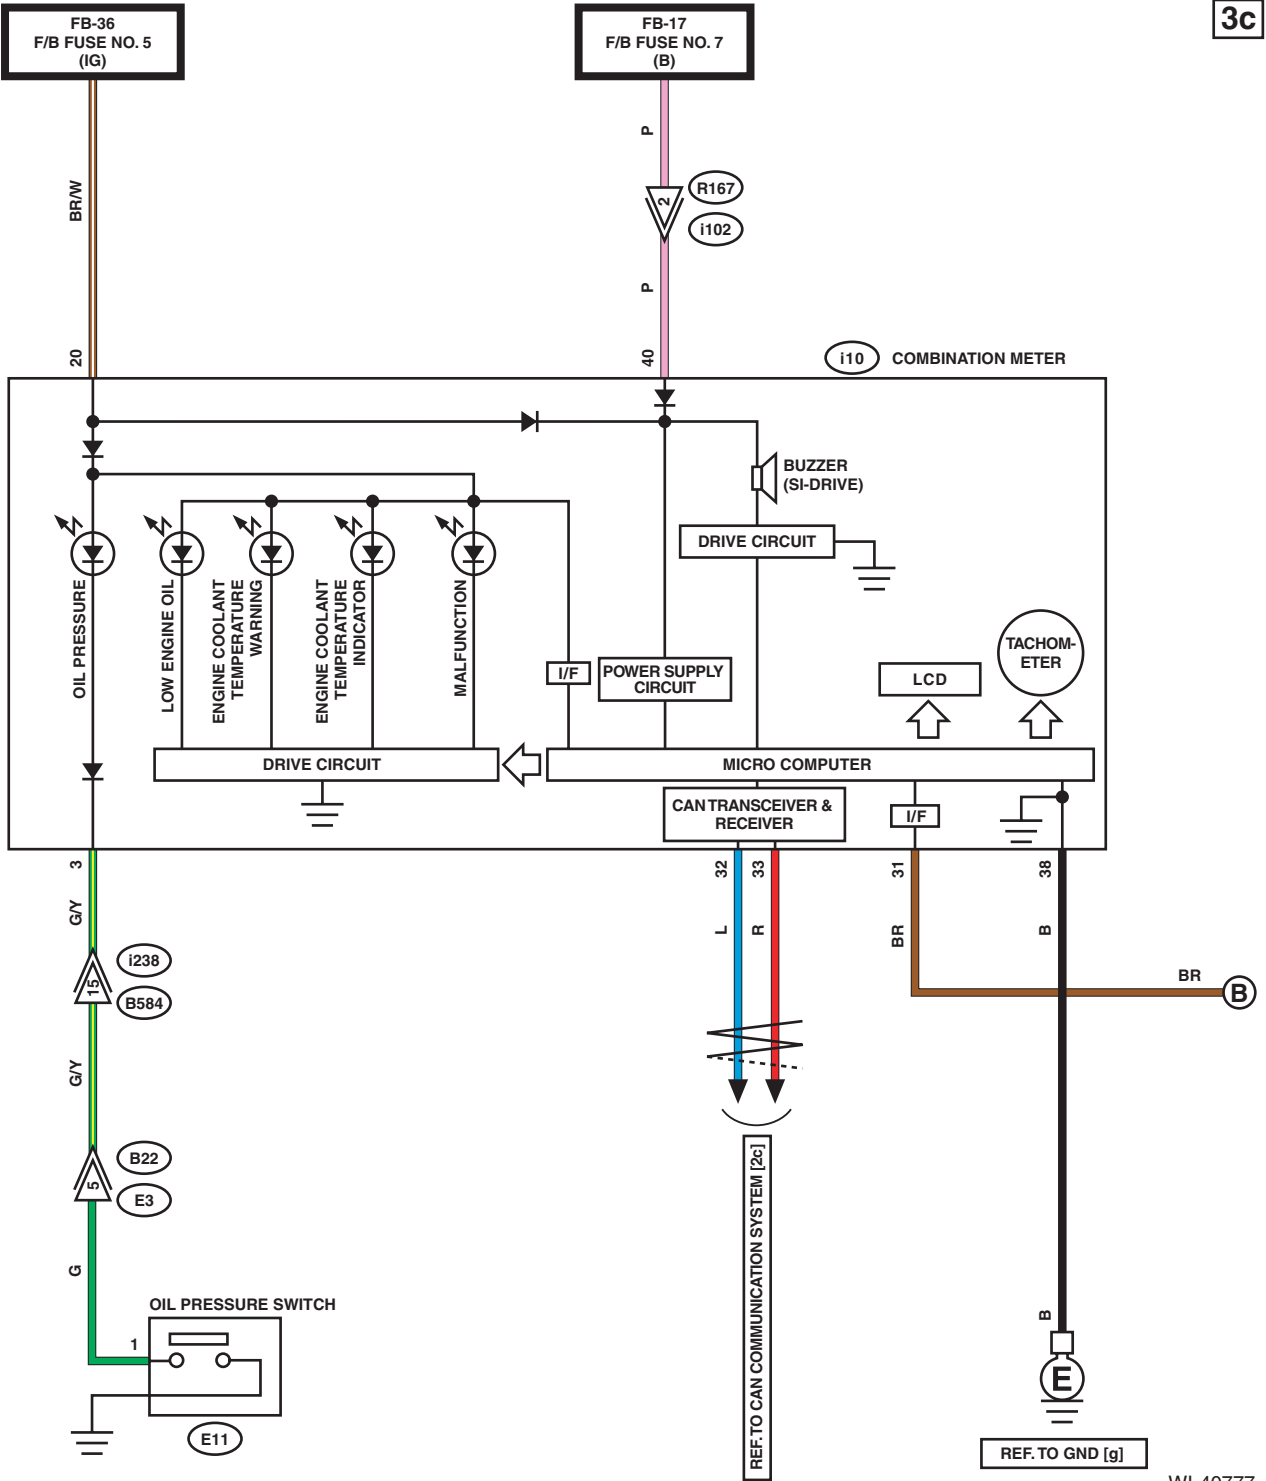 FB-36
F/B FUSE NO. 5
(IG)
FB-17
F/B FUSE NO. 7
(B)
3c
P
R167
2
i102
BR/W
P
20
40
i10
COMBINATION METER
BUZZER
(SI-DRIVE)
DRIVE CIRCUIT
OIL PRESSURE
LOW ENGINE OIL
ENGINE COOLANT
TEMPERATURE
WARNING
ENGINE COOLANT
TEMPERATURE
INDICATOR
MALFUNCTION
I/F
POWER SUPPLY
CIRCUIT
LCD
TACHOM-
ETER
DRIVE CIRCUIT
MICRO COMPUTER
CAN TRANSCEIVER &
RECEIVER
I/F
3
32
33
31
38
G/Y
L
R
BR
B
i238
15
B584
BR
B
G/Y
B22
5
E3
G
OIL PRESSURE SWITCH
1
E11
REF. TO CAN COMMUNICATION SYSTEM [2c]
B
E
REF. TO GND [g]